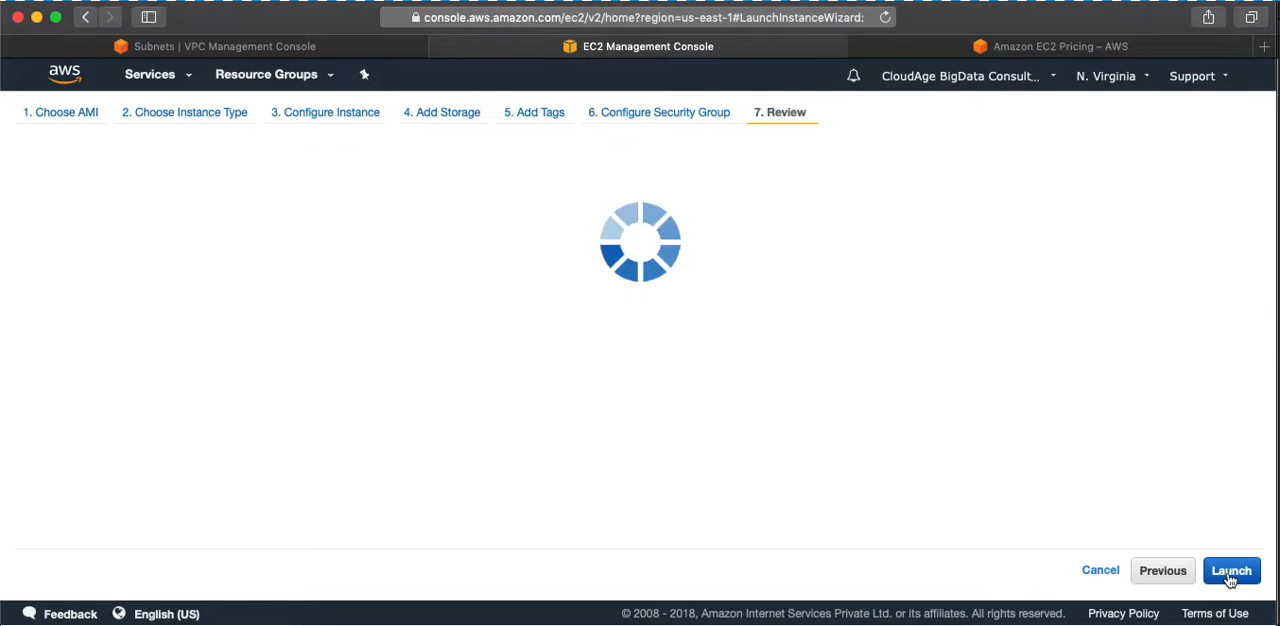 console.aws.amazon.com/ec2/v2/home?region=us-east-1#LaunchInstanceWizard:
Subnets | VPC Management Console
EC2 Management Console
Amazon EC2 Pricing – AWS
aws
Services
Resource Groups
CloudAge BigData Consult...
N. Virginia
Support
1. Choose AMI
2. Choose Instance Type
3. Configure Instance
4. Add Storage
5. Add Tags
6. Configure Security Group
7. Review
Cancel
Previous
Launch
Feedback
English (US)
© 2008 - 2018, Amazon Internet Services Private Ltd. or its affiliates. All rights reserved.
Privacy Policy
Terms of Use